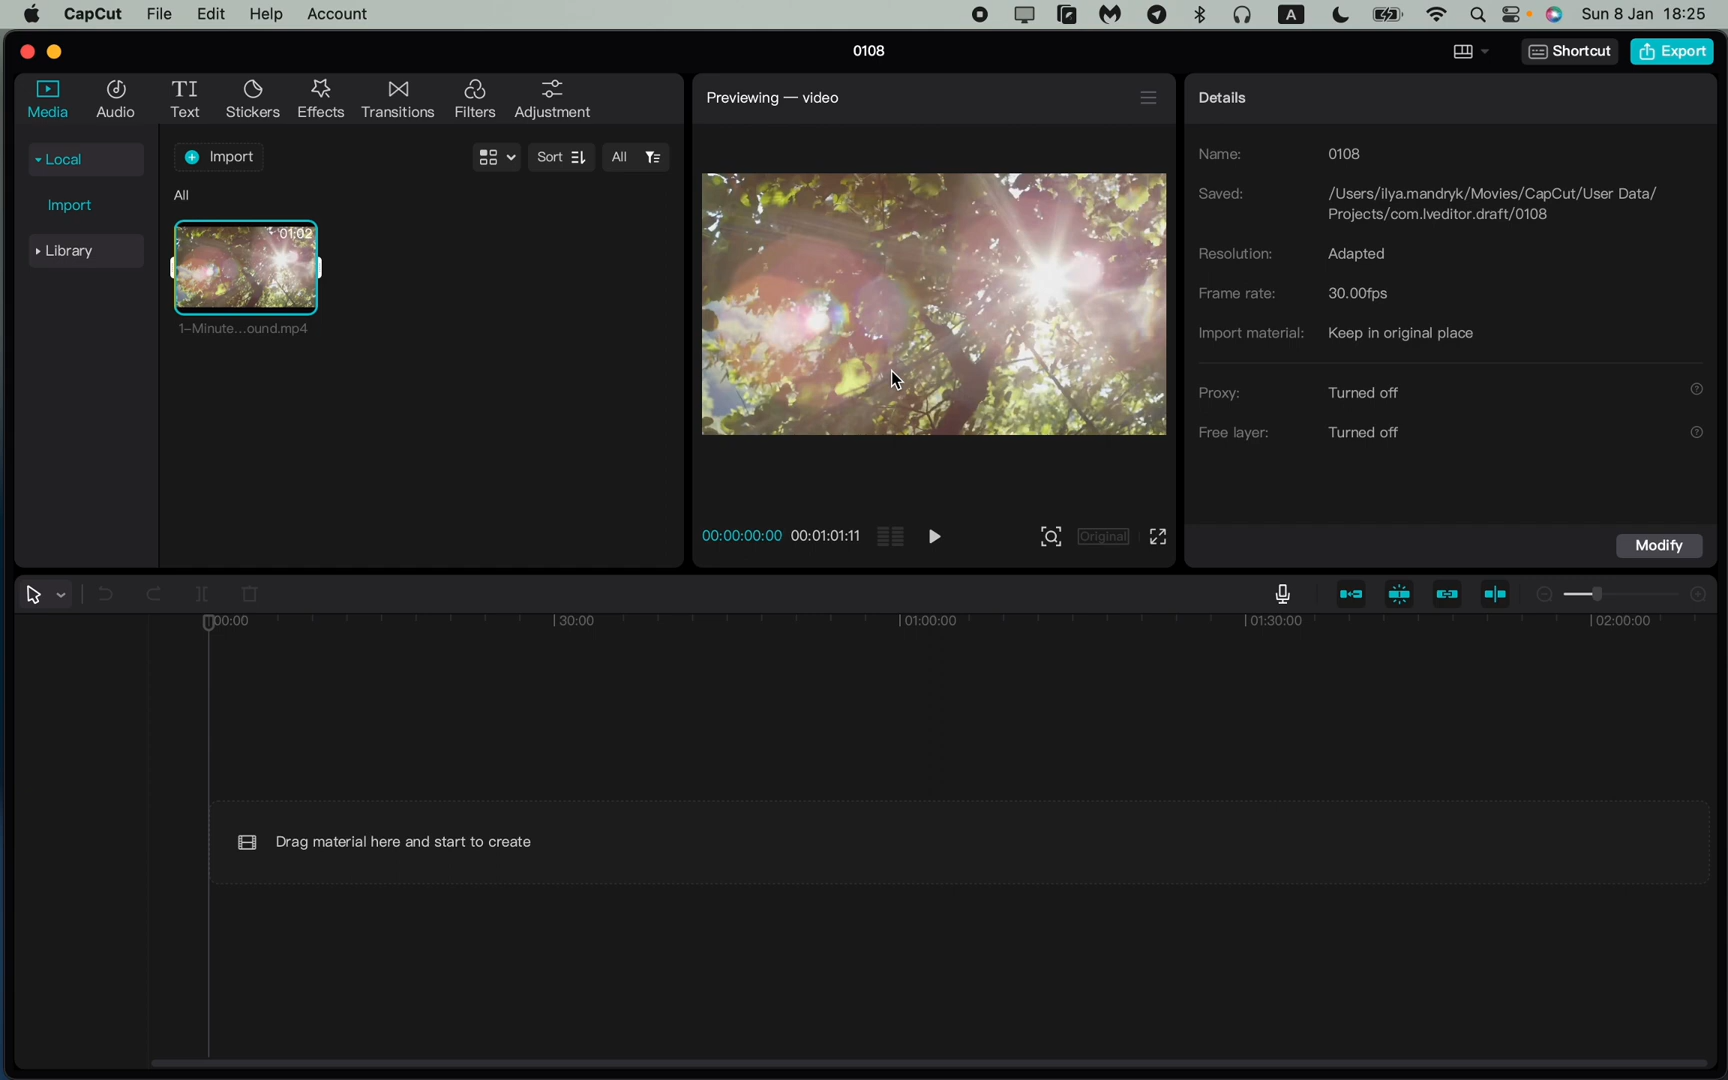 CapCut File Edit Help Account A Sun 8 Jan 18:25
0108 Shortcut Export
Media Audio Text Stickers Effects Transitions Filters Adjustment
Local
Import
Library
Import Sort All
All
01:02
1-Minute...ound.mp4
Previewing — video
00:00:00:00 00:01:01:11 Original
Details
Name: 0108
Saved: /Users/ilya.mandryk/Movies/CapCut/User Data/
Projects/com.lveditor.draft/0108
Resolution: Adapted
Frame rate: 30.00fps
Import material: Keep in original place
Proxy: Turned off
Free layer: Turned off
Modify
00:00 30:00 01:00:00 01:30:00 02:00:00
Drag material here and start to create